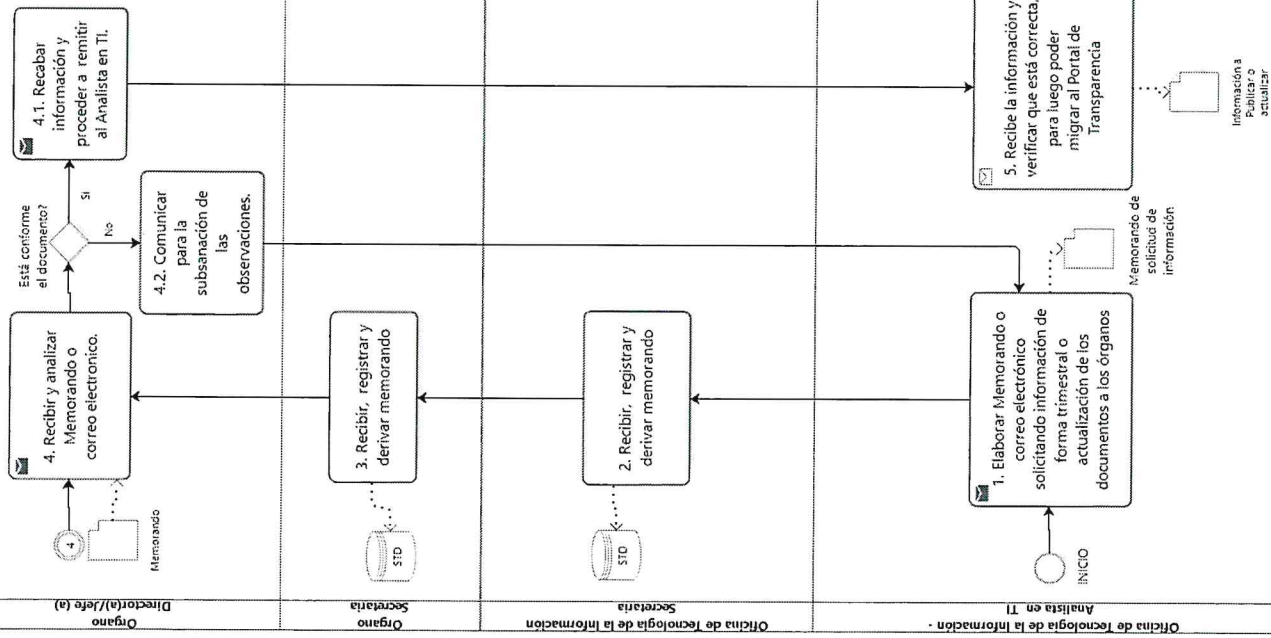 Organo
Director(a)/Jefe (a)
4
Memorando
4. Recibir y analizar
Memorando o
correo electronico.
Está conforme
el documento?
Si
No
4.1. Recabar
información y
proceder a remitir
al Analista en TI.
4.2. Comunicar
para la
subsanación de
las
observaciones.
Organo
Secretaria
STD
3. Recibir, registrar y
derivar memorando
Oficina de Tecnología de la Información
Secretaria
STD
2. Recibir, registrar y
derivar memorando
Oficina de Tecnología de la Información -
Analista en TI
INICIO
1. Elaborar Memorando o
correo electrónico
solicitando información de
forma trimestral o
actualización de los
documentos a los órganos
Memorando de
solicitud de
información
5. Recibe la información y
verificar que está correcta,
para luego poder
migrar al Portal de
Transparencia
Información a
Publicar o
actualizar